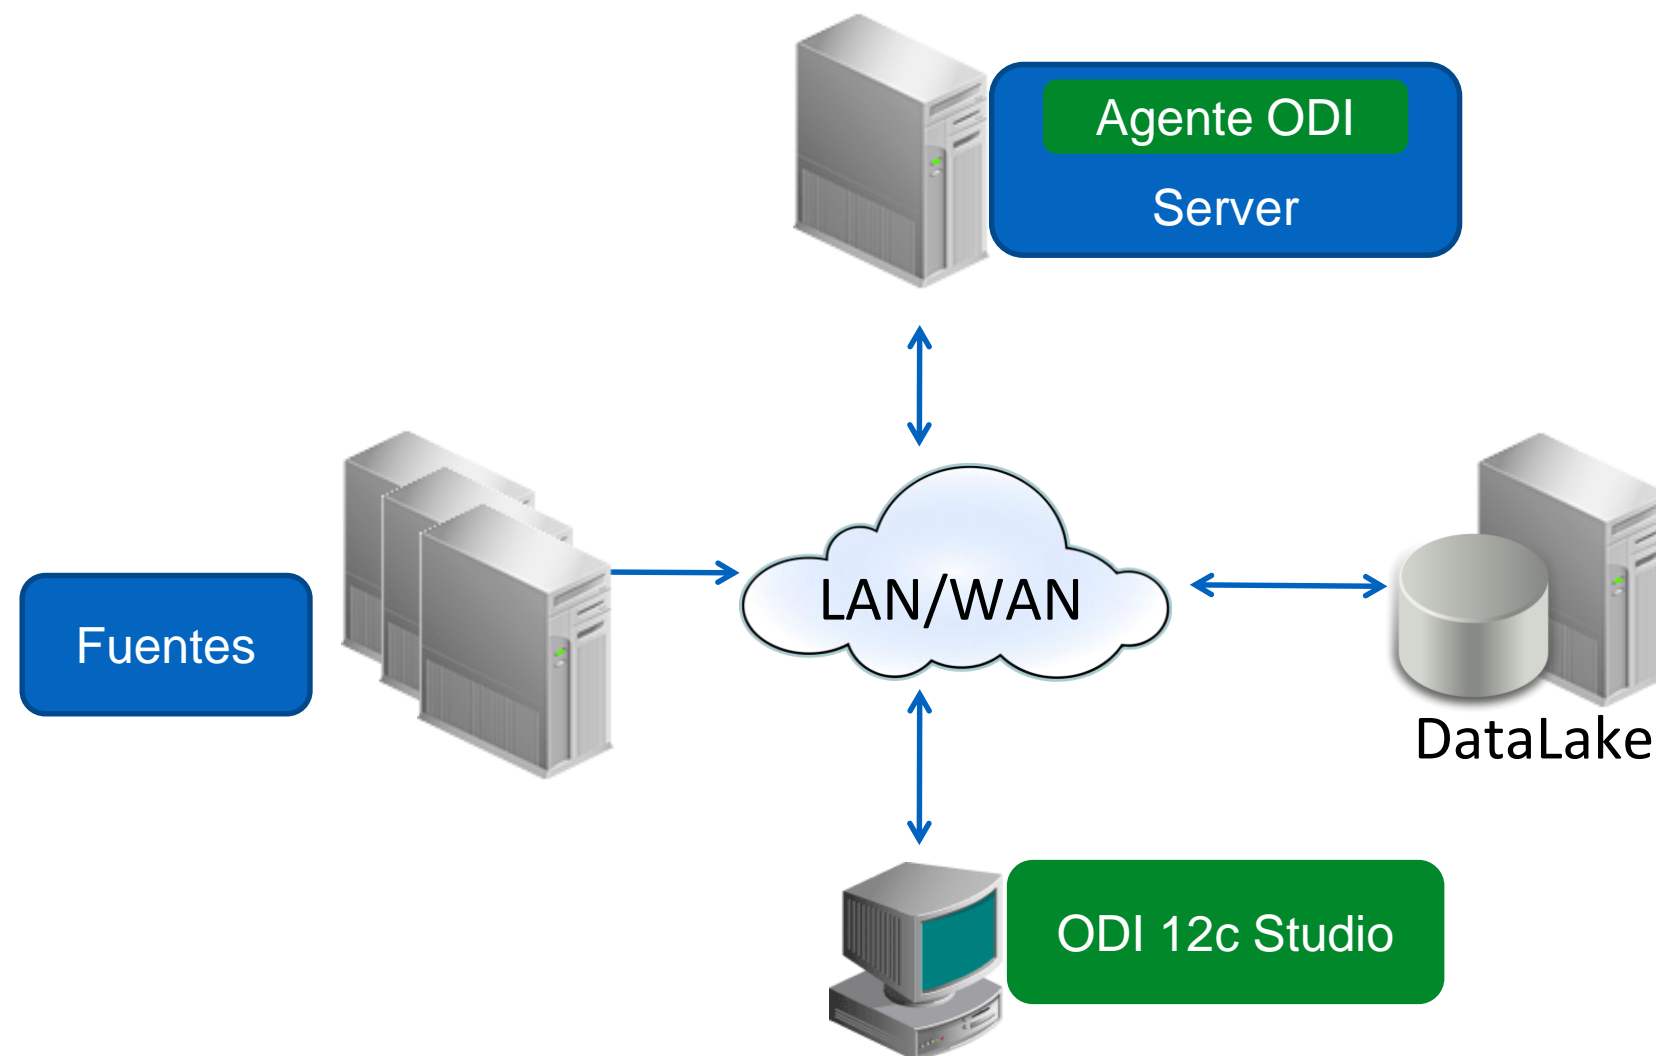 Agente ODI
Server
Fuentes
LAN/WAN
DataLake
ODI 12c Studio